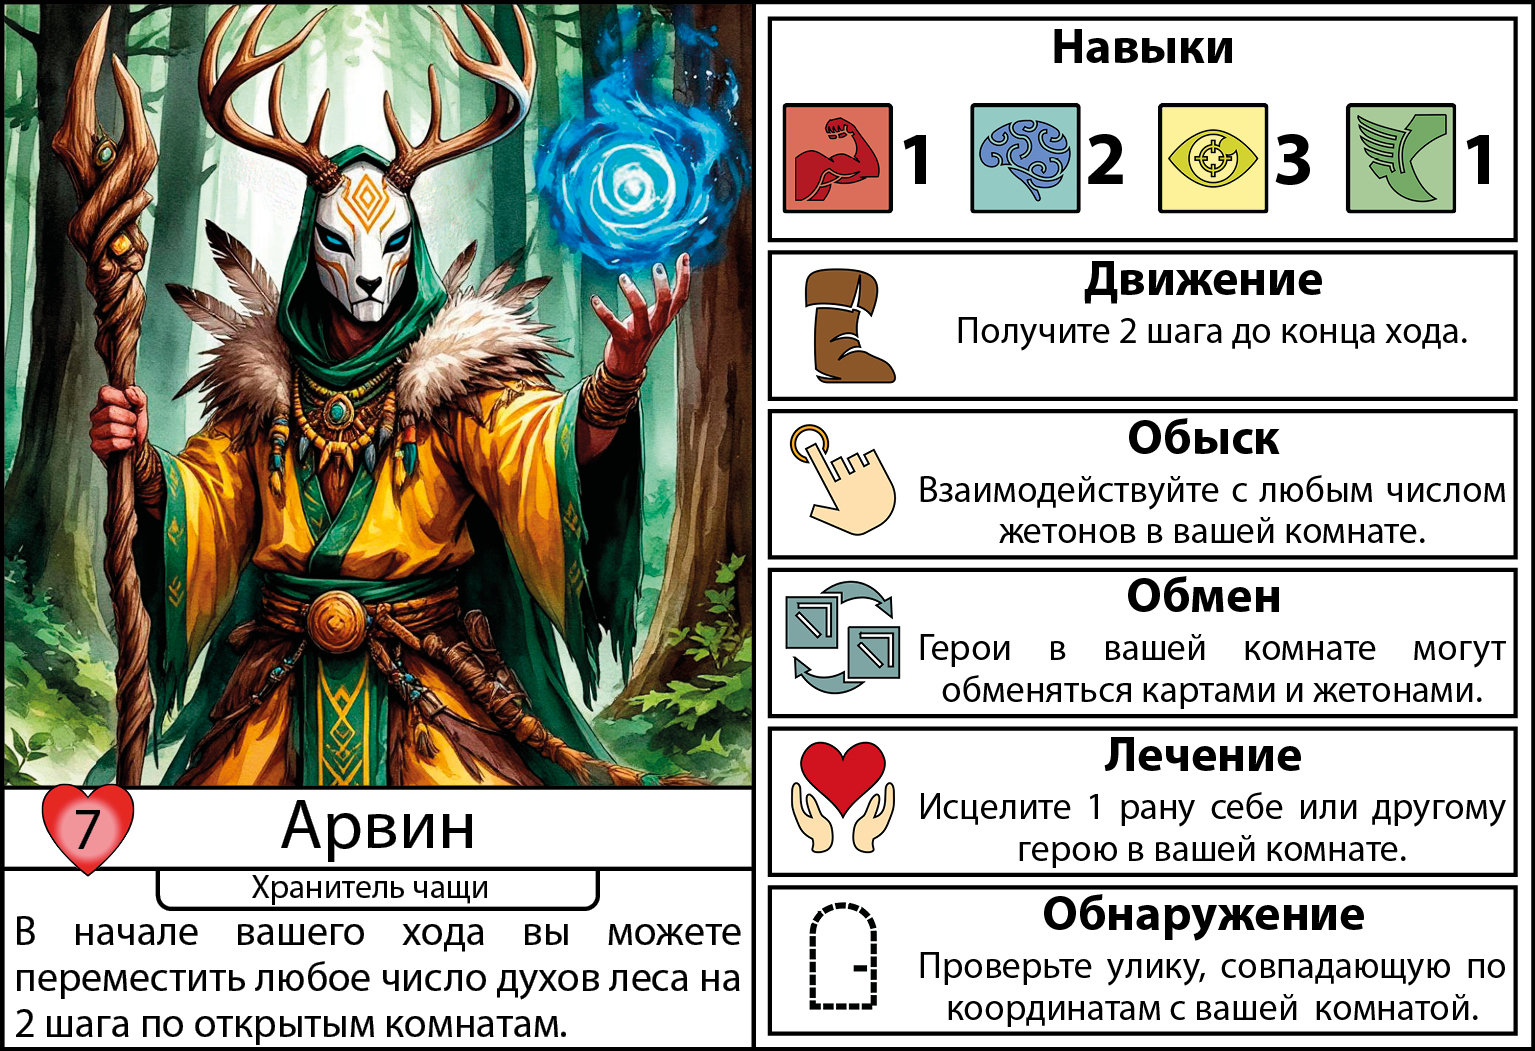 7
Арвин
Хранитель чащи
В начале вашего хода вы можете
переместить любое число духов леса на
2 шага по открытым комнатам.
Навыки
1 2 3 1
Движение
Получите 2 шага до конца хода.
Обыск
Взаимодействуйте с любым числом
жетонов в вашей комнате.
Обмен
Герои в вашей комнате могут
обменяться картами и жетонами.
Лечение
Исцелите 1 рану себе или другому
герою в вашей комнате.
Обнаружение
Проверьте улику, совпадающую по
координатам с вашей комнатой.